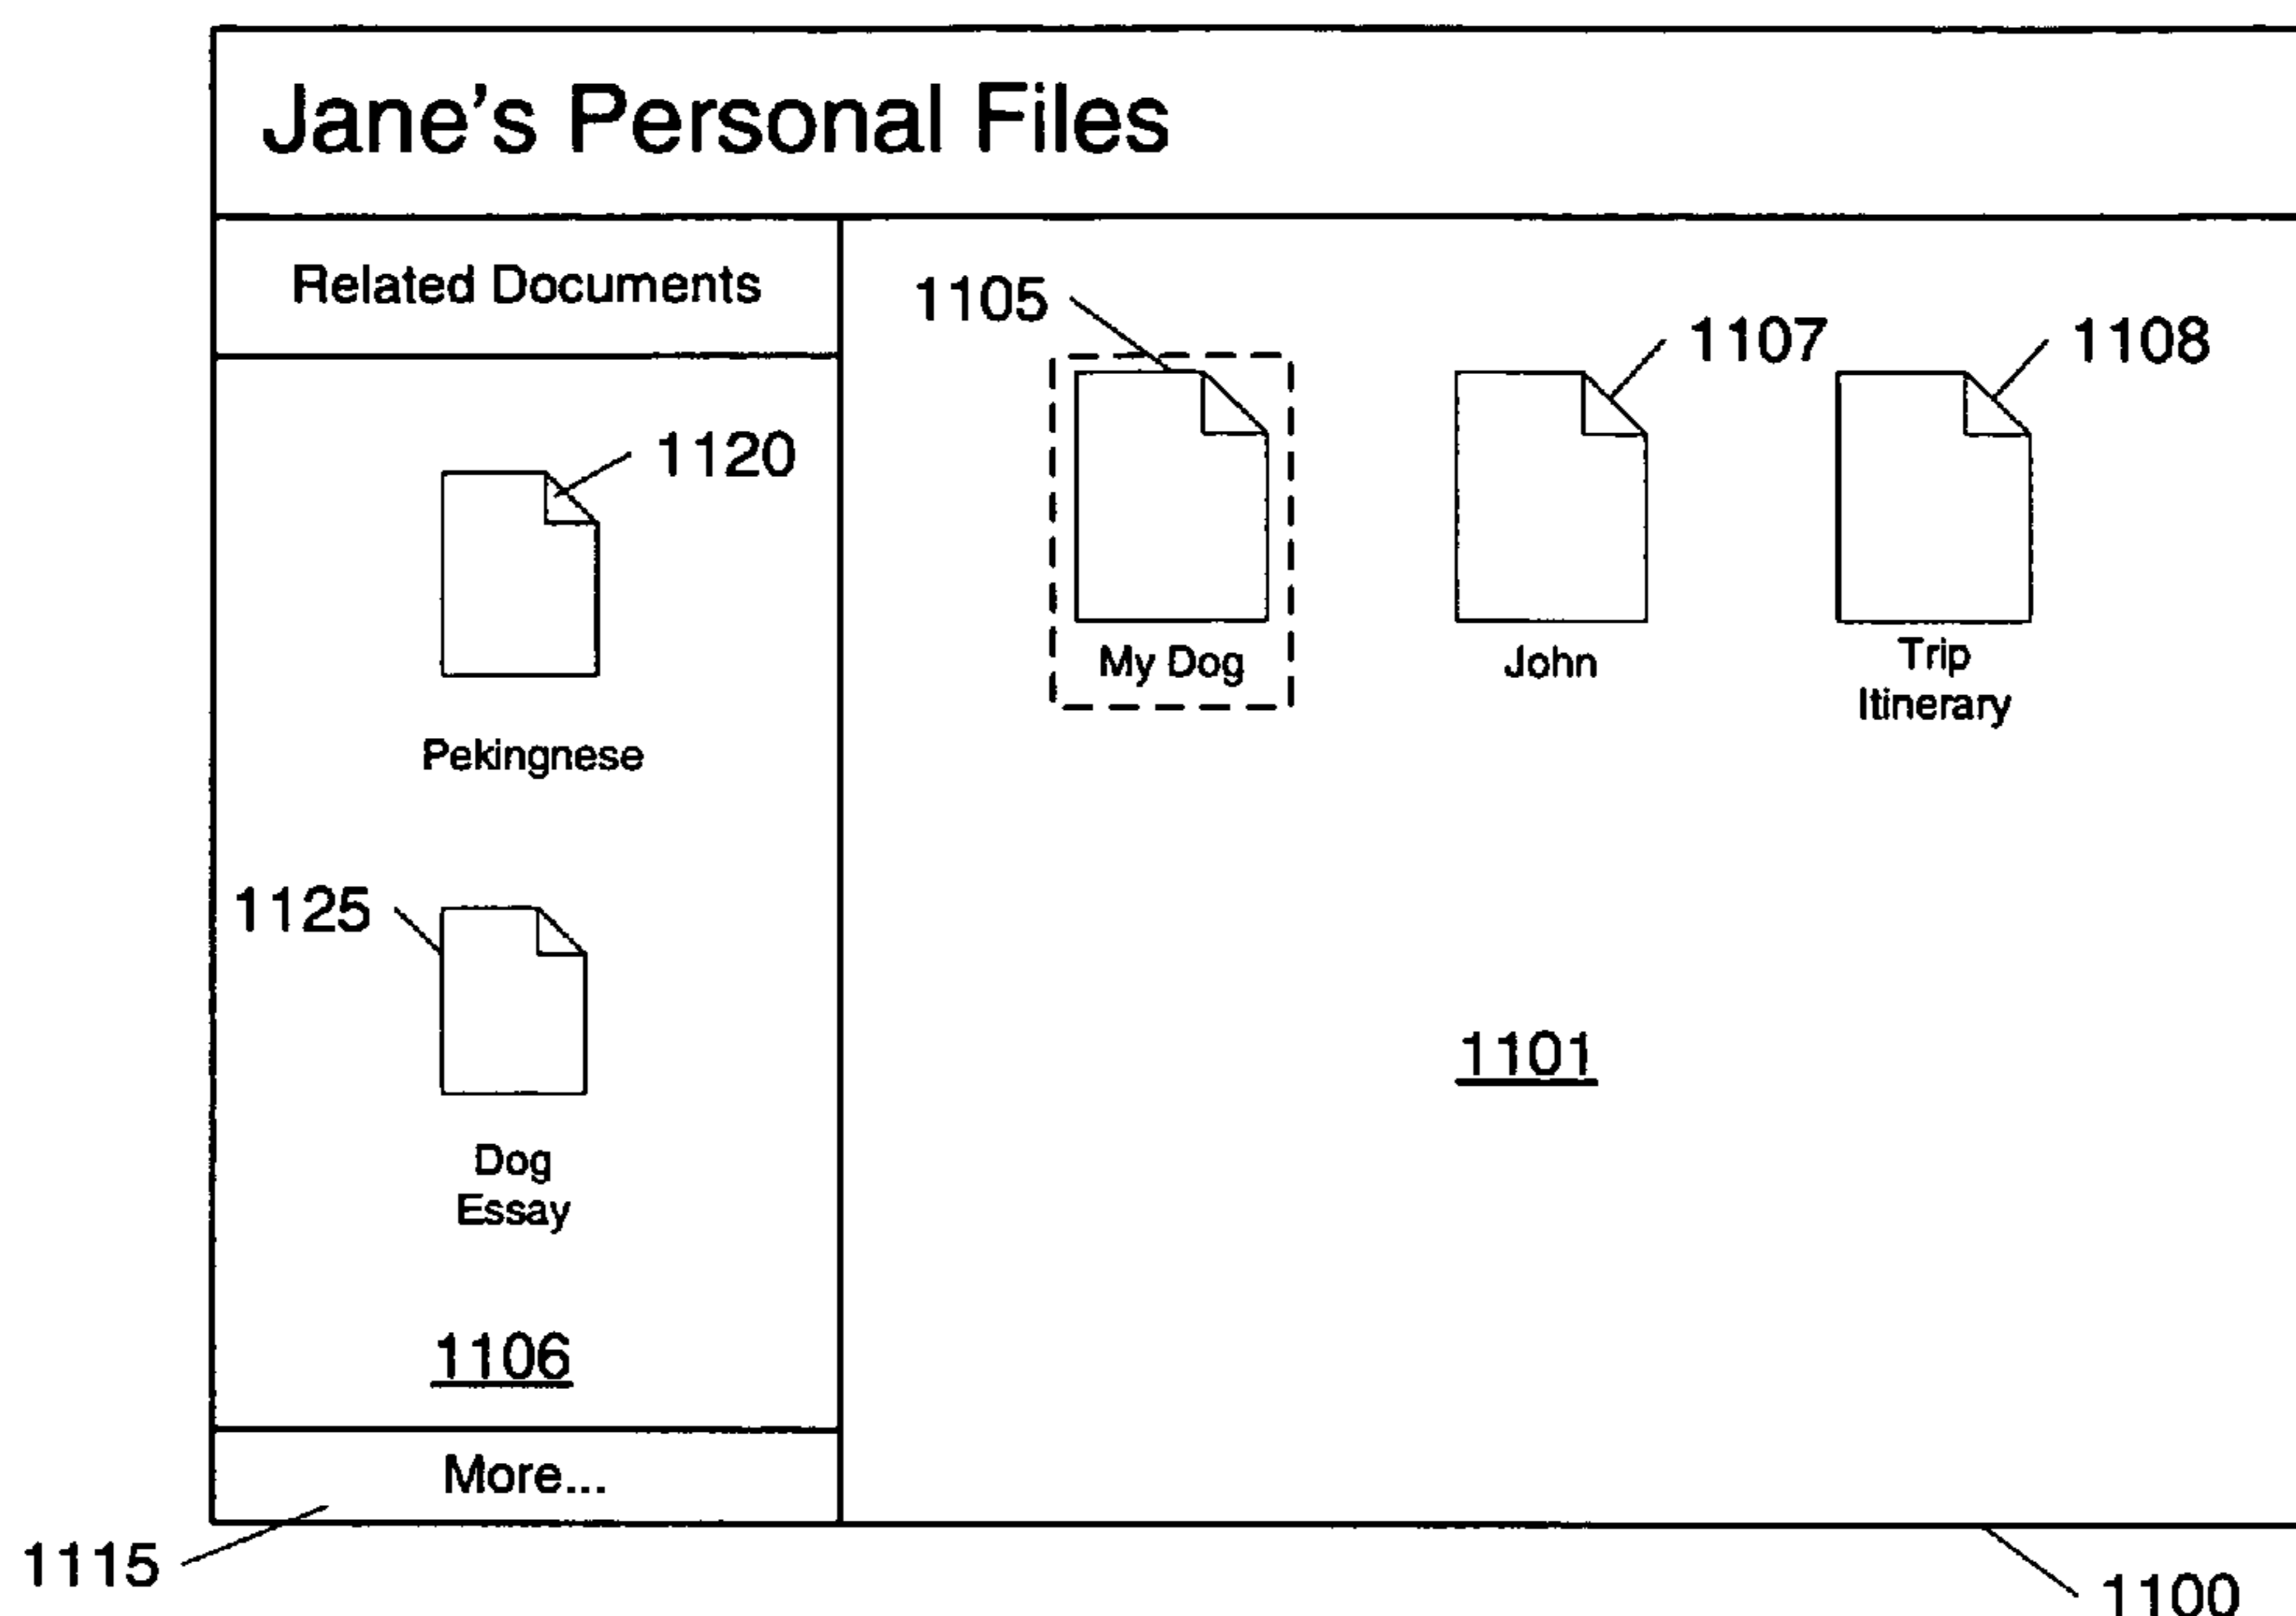 Jane's Personal Files
Related Documents
1105
1107
1108
1120
My Dog
John
Trip
Itinerary
Pekingnese
1125
1101
Dog
Essay
1106
More...
1115
1100